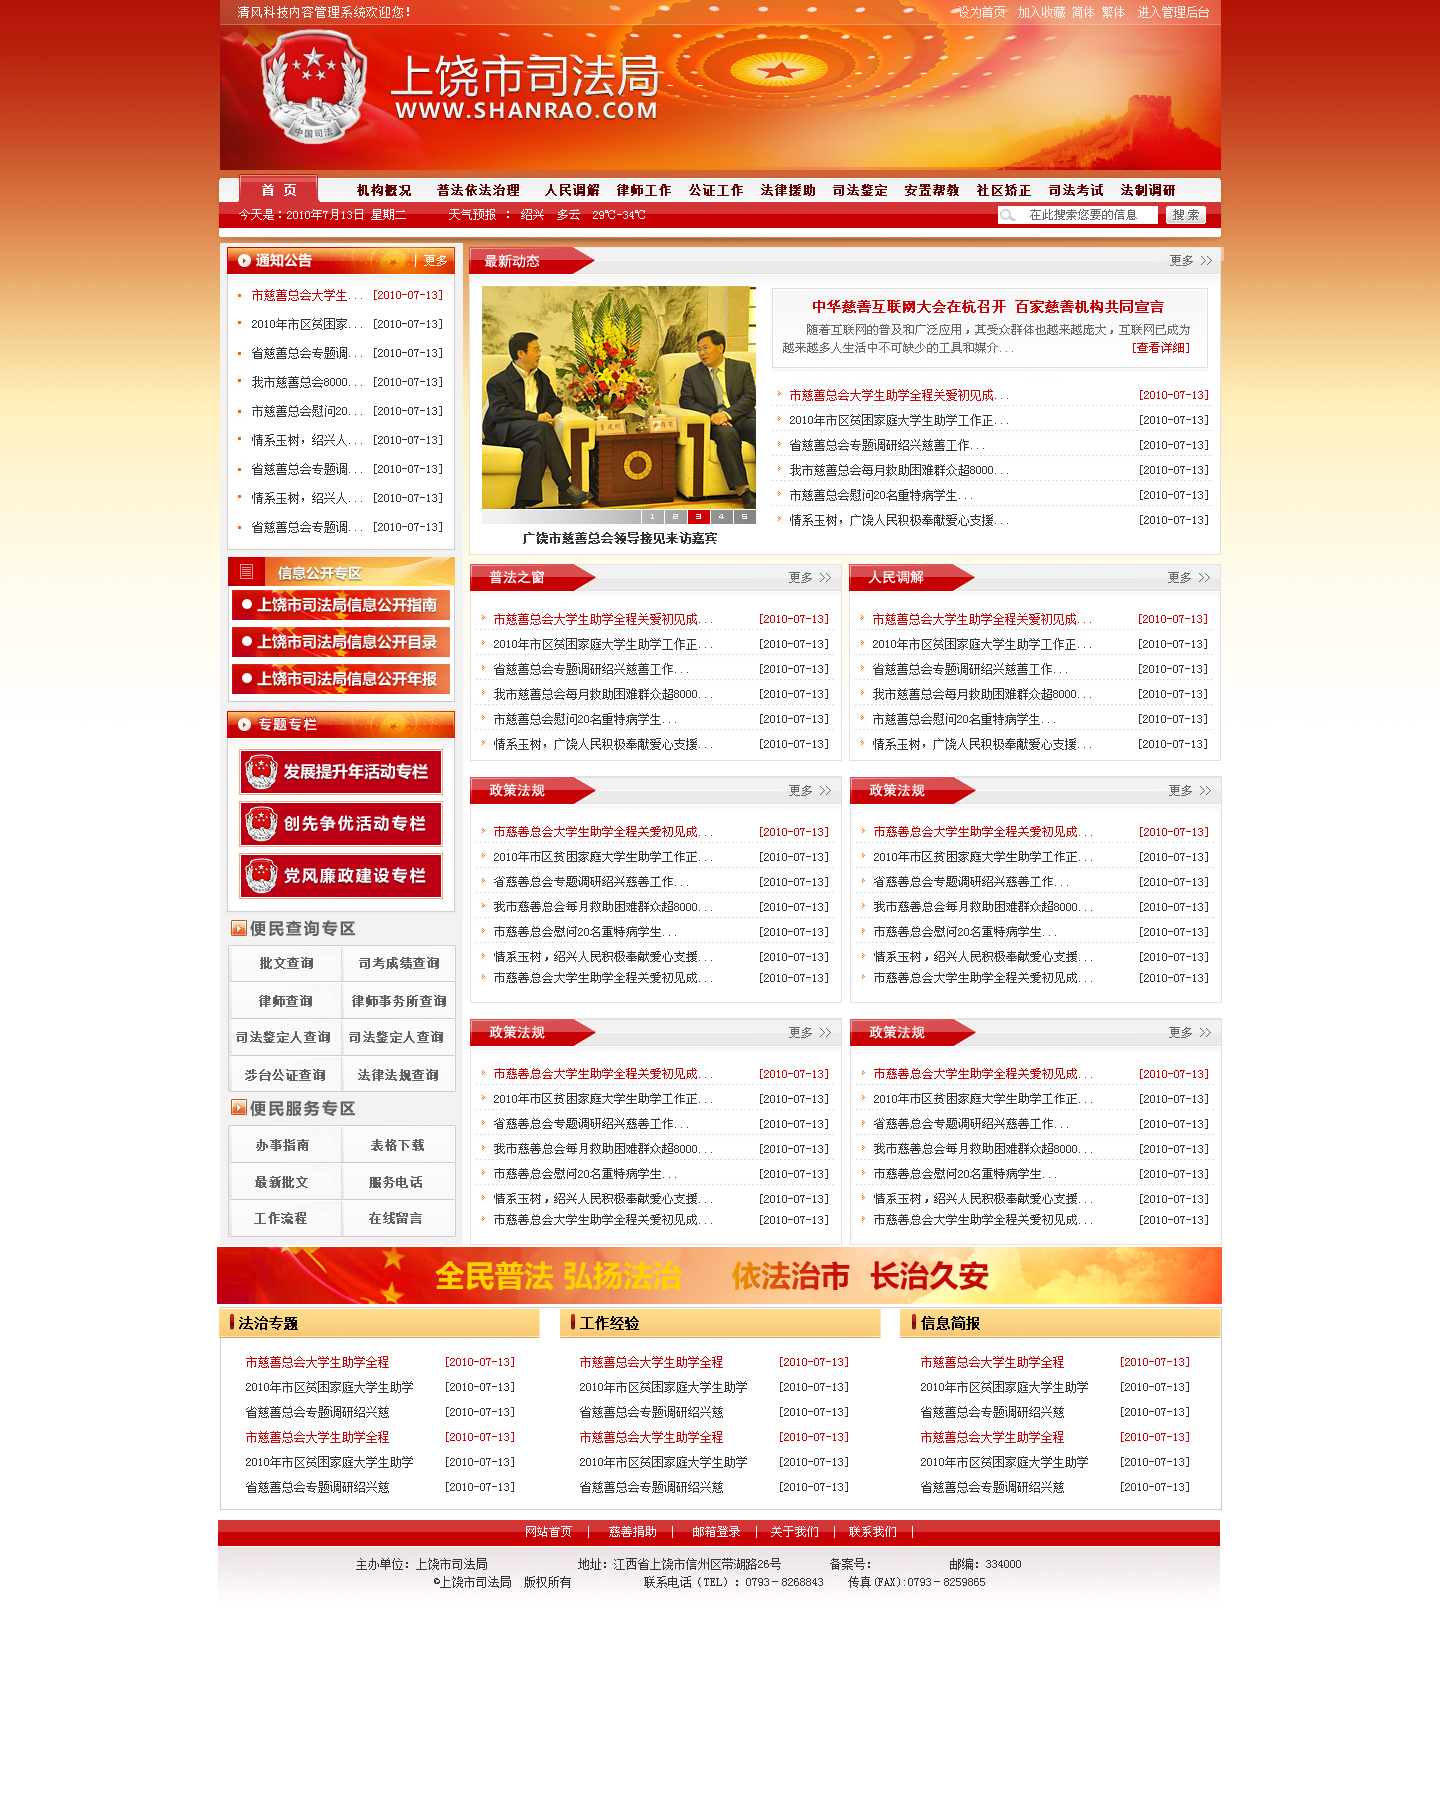 清风科技内容管理系统欢迎您！ 设为首页 加入收藏 简体 繁体 进入管理后台
中国司法
上饶市司法局
WWW.SHANRAO.COM
首 页 机构概况 普法依法治理 人民调解 律师工作 公证工作 法律援助 司法鉴定 安置帮教 社区矫正 司法考试 法制调研
今天是：2010年7月13日 星期二 天气预报 ： 绍兴 多云 29℃-34℃ 在此搜索您要的信息 搜 索
通知公告 | 更多
市慈善总会大学生... [2010-07-13]
2010年市区贫困家... [2010-07-13]
省慈善总会专题调... [2010-07-13]
我市慈善总会8000... [2010-07-13]
市慈善总会慰问20... [2010-07-13]
情系玉树，绍兴人... [2010-07-13]
省慈善总会专题调... [2010-07-13]
情系玉树，绍兴人... [2010-07-13]
省慈善总会专题调... [2010-07-13]
信息公开专区
上饶市司法局信息公开指南
上饶市司法局信息公开目录
上饶市司法局信息公开年报
专题专栏
发展提升年活动专栏
创先争优活动专栏
党风廉政建设专栏
便民查询专区
批文查询 司考成绩查询
律师查询 律师事务所查询
司法鉴定人查询 司法鉴定人查询
涉台公证查询 法律法规查询
便民服务专区
办事指南 表格下载
最新批文 服务电话
工作流程 在线留言
最新动态 更多 >>
1 2 3 4 5
广饶市慈善总会领导接见来访嘉宾
中华慈善互联网大会在杭召开 百家慈善机构共同宣言
随着互联网的普及和广泛应用，其受众群体也越来越庞大，互联网已成为
越来越多人生活中不可缺少的工具和媒介... [查看详细]
市慈善总会大学生助学全程关爱初见成... [2010-07-13]
2010年市区贫困家庭大学生助学工作正... [2010-07-13]
省慈善总会专题调研绍兴慈善工作... [2010-07-13]
我市慈善总会每月救助困难群众超8000... [2010-07-13]
市慈善总会慰问20名重特病学生... [2010-07-13]
情系玉树，广饶人民积极奉献爱心支援... [2010-07-13]
普法之窗 更多 >>
市慈善总会大学生助学全程关爱初见成... [2010-07-13]
2010年市区贫困家庭大学生助学工作正... [2010-07-13]
省慈善总会专题调研绍兴慈善工作... [2010-07-13]
我市慈善总会每月救助困难群众超8000... [2010-07-13]
市慈善总会慰问20名重特病学生... [2010-07-13]
情系玉树，广饶人民积极奉献爱心支援... [2010-07-13]
人民调解 更多 >>
市慈善总会大学生助学全程关爱初见成... [2010-07-13]
2010年市区贫困家庭大学生助学工作正... [2010-07-13]
省慈善总会专题调研绍兴慈善工作... [2010-07-13]
我市慈善总会每月救助困难群众超8000... [2010-07-13]
市慈善总会慰问20名重特病学生... [2010-07-13]
情系玉树，广饶人民积极奉献爱心支援... [2010-07-13]
政策法规 更多 >>
市慈善总会大学生助学全程关爱初见成... [2010-07-13]
2010年市区贫困家庭大学生助学工作正... [2010-07-13]
省慈善总会专题调研绍兴慈善工作... [2010-07-13]
我市慈善总会每月救助困难群众超8000... [2010-07-13]
市慈善总会慰问20名重特病学生... [2010-07-13]
情系玉树，绍兴人民积极奉献爱心支援... [2010-07-13]
市慈善总会大学生助学全程关爱初见成... [2010-07-13]
政策法规 更多 >>
市慈善总会大学生助学全程关爱初见成... [2010-07-13]
2010年市区贫困家庭大学生助学工作正... [2010-07-13]
省慈善总会专题调研绍兴慈善工作... [2010-07-13]
我市慈善总会每月救助困难群众超8000... [2010-07-13]
市慈善总会慰问20名重特病学生... [2010-07-13]
情系玉树，绍兴人民积极奉献爱心支援... [2010-07-13]
市慈善总会大学生助学全程关爱初见成... [2010-07-13]
政策法规 更多 >>
市慈善总会大学生助学全程关爱初见成... [2010-07-13]
2010年市区贫困家庭大学生助学工作正... [2010-07-13]
省慈善总会专题调研绍兴慈善工作... [2010-07-13]
我市慈善总会每月救助困难群众超8000... [2010-07-13]
市慈善总会慰问20名重特病学生... [2010-07-13]
情系玉树，绍兴人民积极奉献爱心支援... [2010-07-13]
市慈善总会大学生助学全程关爱初见成... [2010-07-13]
政策法规 更多 >>
市慈善总会大学生助学全程关爱初见成... [2010-07-13]
2010年市区贫困家庭大学生助学工作正... [2010-07-13]
省慈善总会专题调研绍兴慈善工作... [2010-07-13]
我市慈善总会每月救助困难群众超8000... [2010-07-13]
市慈善总会慰问20名重特病学生... [2010-07-13]
情系玉树，绍兴人民积极奉献爱心支援... [2010-07-13]
市慈善总会大学生助学全程关爱初见成... [2010-07-13]
全民普法 弘扬法治 依法治市 长治久安
法治专题
市慈善总会大学生助学全程 [2010-07-13]
2010年市区贫困家庭大学生助学 [2010-07-13]
省慈善总会专题调研绍兴慈 [2010-07-13]
市慈善总会大学生助学全程 [2010-07-13]
2010年市区贫困家庭大学生助学 [2010-07-13]
省慈善总会专题调研绍兴慈 [2010-07-13]
工作经验
市慈善总会大学生助学全程 [2010-07-13]
2010年市区贫困家庭大学生助学 [2010-07-13]
省慈善总会专题调研绍兴慈 [2010-07-13]
市慈善总会大学生助学全程 [2010-07-13]
2010年市区贫困家庭大学生助学 [2010-07-13]
省慈善总会专题调研绍兴慈 [2010-07-13]
信息简报
市慈善总会大学生助学全程 [2010-07-13]
2010年市区贫困家庭大学生助学 [2010-07-13]
省慈善总会专题调研绍兴慈 [2010-07-13]
市慈善总会大学生助学全程 [2010-07-13]
2010年市区贫困家庭大学生助学 [2010-07-13]
省慈善总会专题调研绍兴慈 [2010-07-13]
网站首页 | 慈善捐助 | 邮箱登录 | 关于我们 | 联系我们 |
主办单位：上饶市司法局 地址：江西省上饶市信州区带湖路26号 备案号： 邮编：334000
©上饶市司法局 版权所有 联系电话（TEL）：0793－8268843 传真(FAX):0793－8259865